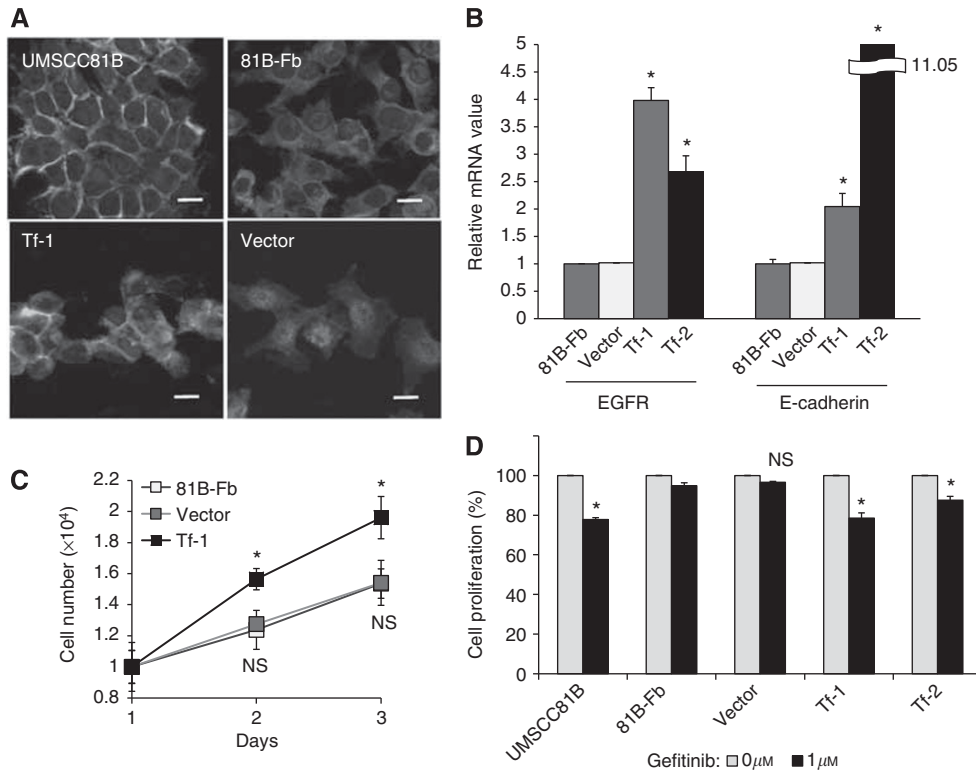 A
UMSCC81B
81B-Fb
Tf-1
Vector
B
Relative mRNA value
5
4.5
4
3.5
3
2.5
2
1.5
1
0.5
0
*
*
*
*
11.05
81B-Fb
Vector
Tf-1
Tf-2
81B-Fb
Vector
Tf-1
Tf-2
EGFR
E-cadherin
C
Cell number (×10⁴)
2.2
2
1.8
1.6
1.4
1.2
1
0.8
81B-Fb
Vector
Tf-1
*
*
NS
NS
1
2
3
Days
D
Cell proliferation (%)
100
80
60
40
20
0
*
NS
*
*
UMSCC81B
81B-Fb
Vector
Tf-1
Tf-2
Gefitinib: 0 μM 1 μM